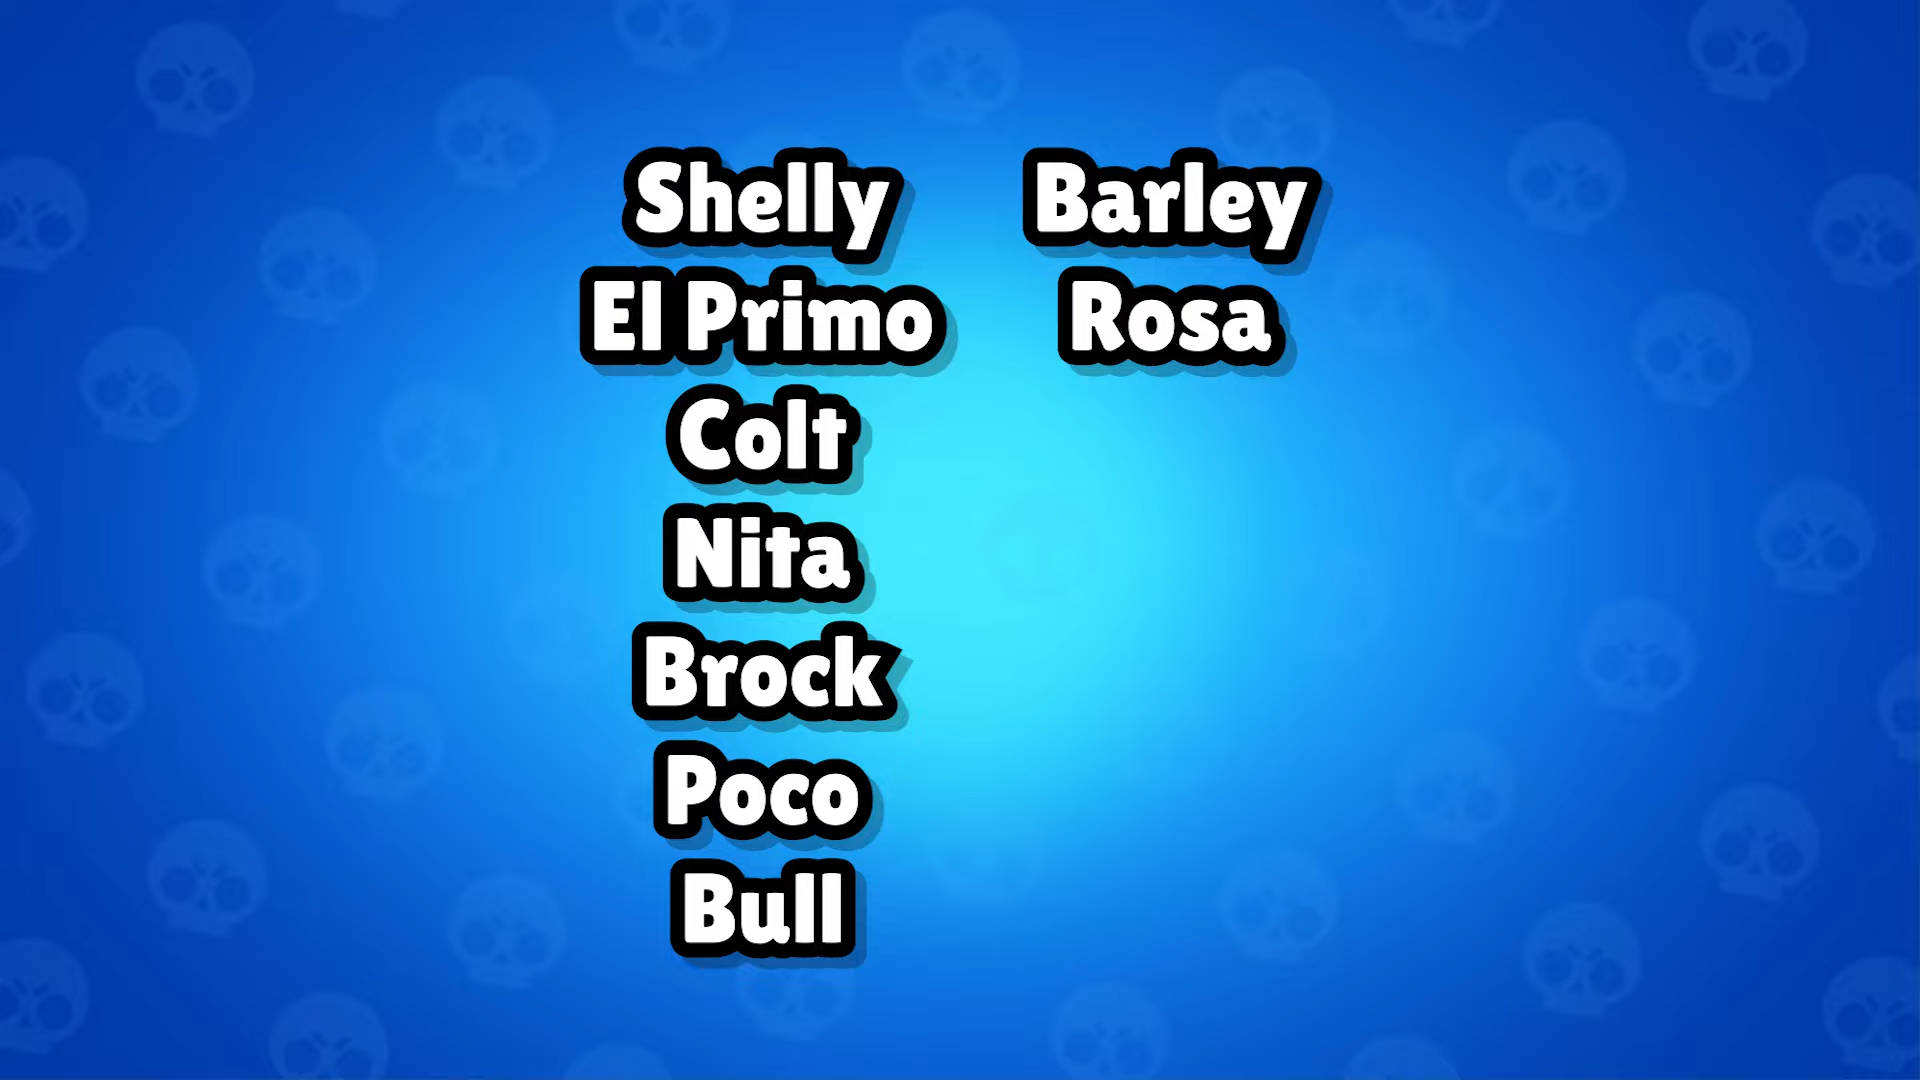 Shelly
El Primo
Colt
Nita
Brock
Poco
Bull
Barley
Rosa